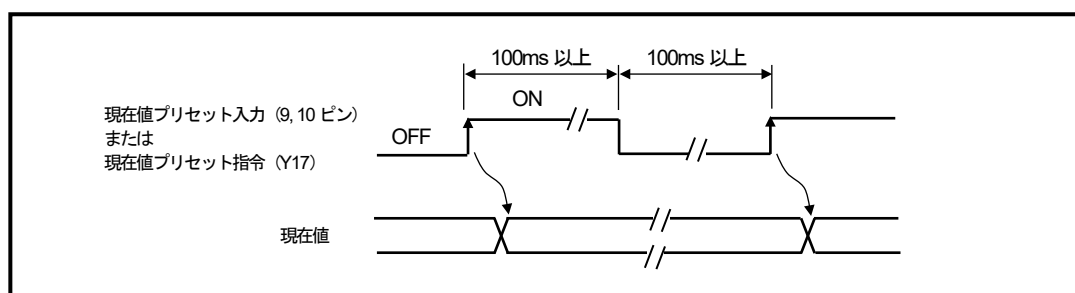 100ms 以上
100ms 以上
現在値プリセット入力（9, 10 ピン）
または
現在値プリセット指令（Y17）
ON
OFF
現在値